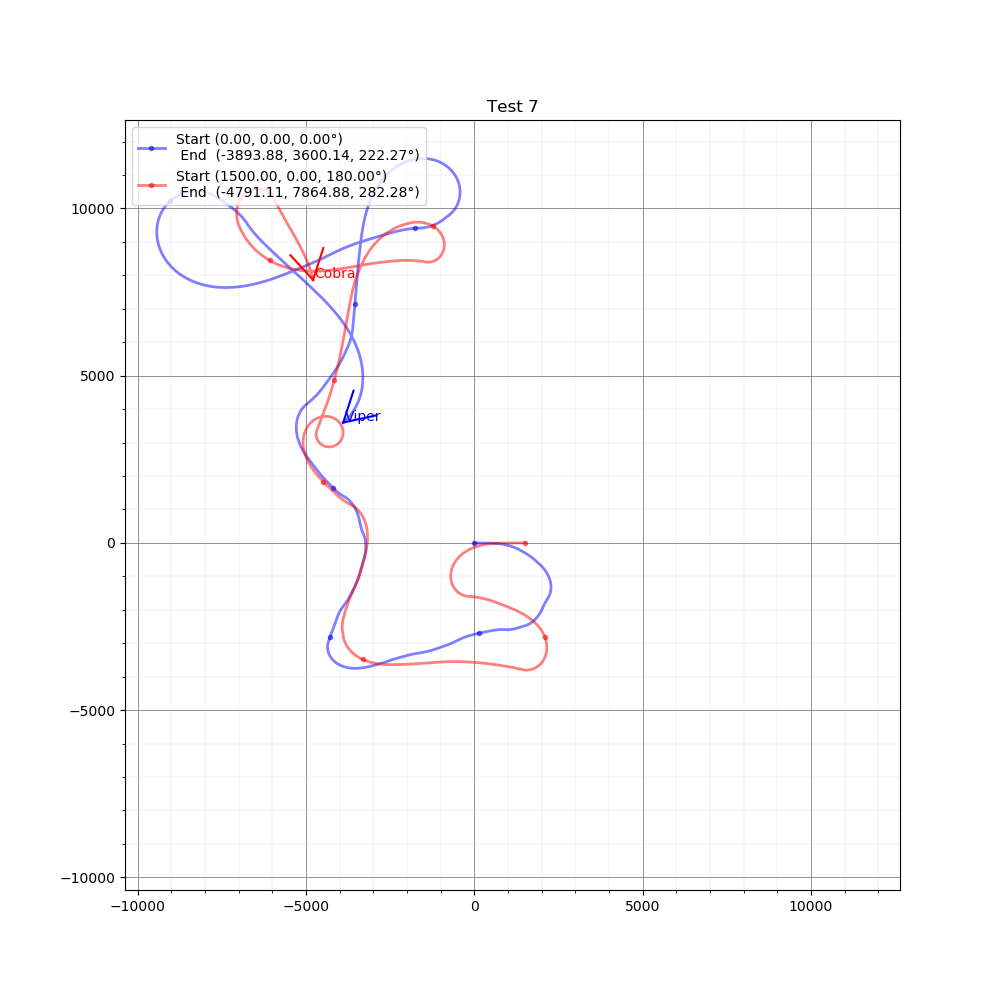 Test 7
Start (0.00, 0.00, 0.00°)
End (-3893.88, 3600.14, 222.27°)
Start (1500.00, 0.00, 180.00°)
End (-4791.11, 7864.88, 282.28°)
10000
Cobra
5000
Viper
0
−5000
−10000
−10000 −5000 0 5000 10000